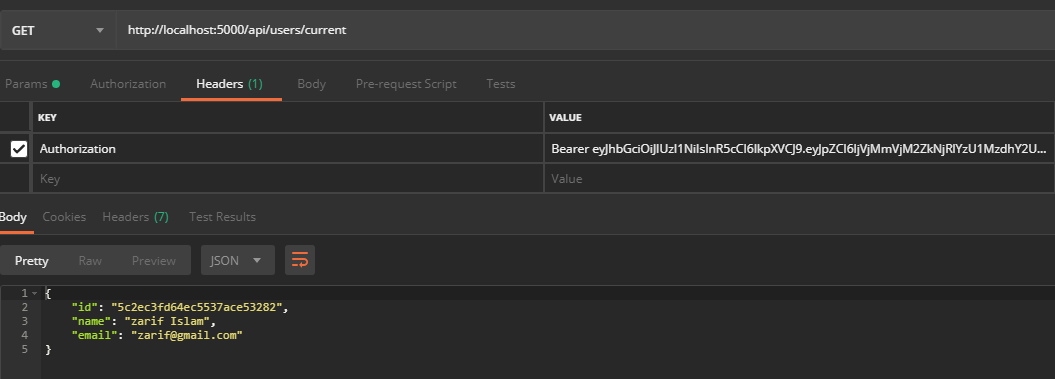 GET http://localhost:5000/api/users/current
Params Authorization Headers (1) Body Pre-request Script Tests
KEY VALUE
Authorization Bearer eyJhbGciOiJIUzI1NiIsInR5cCI6IkpXVCJ9.eyJpZCI6IjVjMmVjM2ZkNjRlYzU1MzdhY2U...
Key Value
Body Cookies Headers (7) Test Results
Pretty Raw Preview JSON
1 {
2 "id": "5c2ec3fd64ec5537ace53282",
3 "name": "zarif Islam",
4 "email": "zarif@gmail.com"
5 }